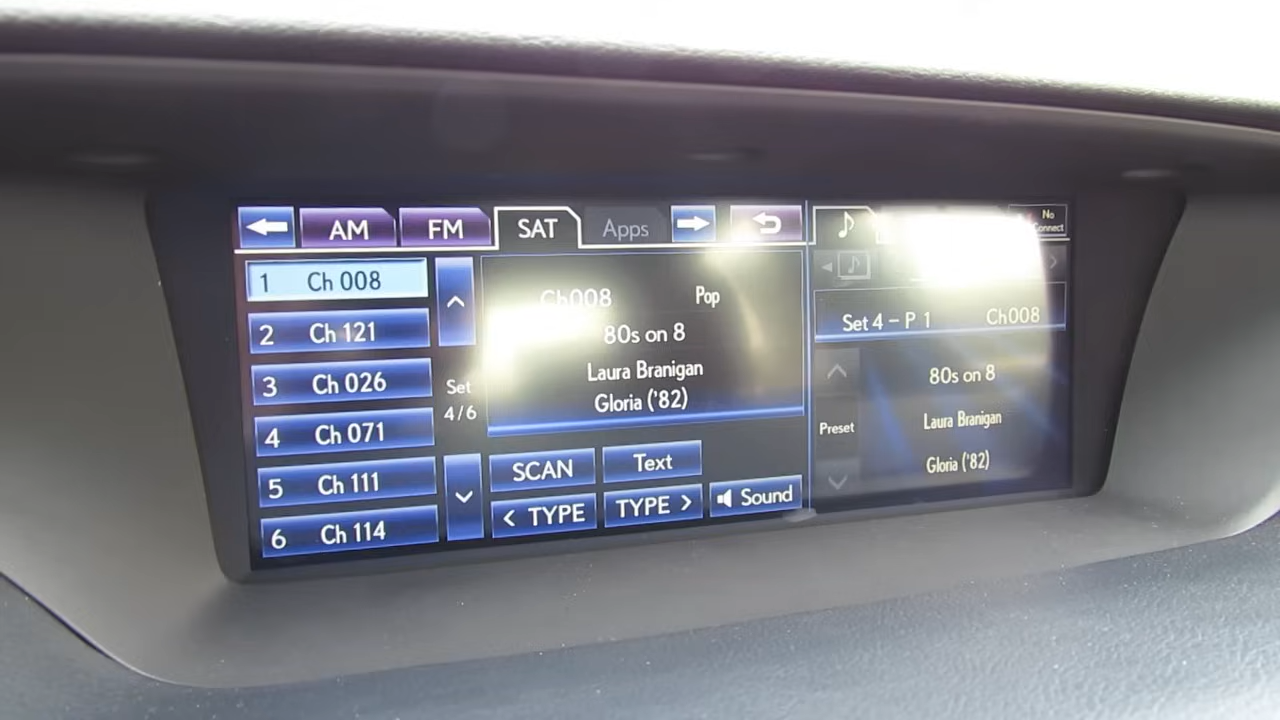 AM FM SAT Apps
No
Connect
1 Ch 008
2 Ch 121
3 Ch 026
4 Ch 071
5 Ch 111
6 Ch 114
Set
4/6
Ch008 Pop
80s on 8
Laura Branigan
Gloria ('82)
SCAN Text
< TYPE TYPE > Sound
Set 4 – P 1 Ch008
80s on 8
Preset
Laura Branigan
Gloria ('82)